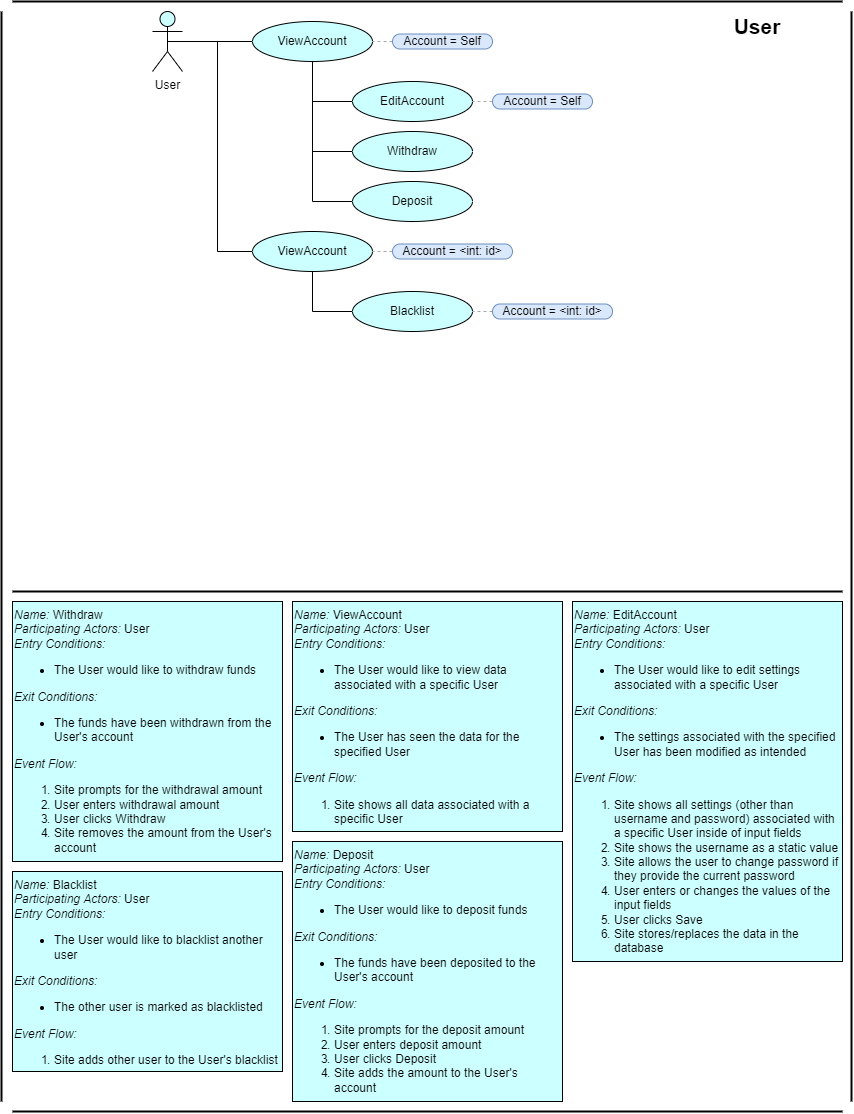 User
ViewAccount
Account = Self
User
EditAccount
Account = Self
Withdraw
Deposit
ViewAccount
Account = <int: id>
Blacklist
Account = <int: id>
Name: Withdraw
Participating Actors: User
Entry Conditions:
• The User would like to withdraw funds
Exit Conditions:
• The funds have been withdrawn from the
User's account
Event Flow:
1. Site prompts for the withdrawal amount
2. User enters withdrawal amount
3. User clicks Withdraw
4. Site removes the amount from the User's
account
Name: Blacklist
Participating Actors: User
Entry Conditions:
• The User would like to blacklist another
user
Exit Conditions:
• The other user is marked as blacklisted
Event Flow:
1. Site adds other user to the User's blacklist
Name: ViewAccount
Participating Actors: User
Entry Conditions:
• The User would like to view data
associated with a specific User
Exit Conditions:
• The User has seen the data for the
specified User
Event Flow:
1. Site shows all data associated with a
specific User
Name: Deposit
Participating Actors: User
Entry Conditions:
• The User would like to deposit funds
Exit Conditions:
• The funds have been deposited to the
User's account
Event Flow:
1. Site prompts for the deposit amount
2. User enters deposit amount
3. User clicks Deposit
4. Site adds the amount to the User's
account
Name: EditAccount
Participating Actors: User
Entry Conditions:
• The User would like to edit settings
associated with a specific User
Exit Conditions:
• The settings associated with the specified
User has been modified as intended
Event Flow:
1. Site shows all settings (other than
username and password) associated with
a specific User inside of input fields
2. Site shows the username as a static value
3. Site allows the user to change password if
they provide the current password
4. User enters or changes the values of the
input fields
5. User clicks Save
6. Site stores/replaces the data in the
database